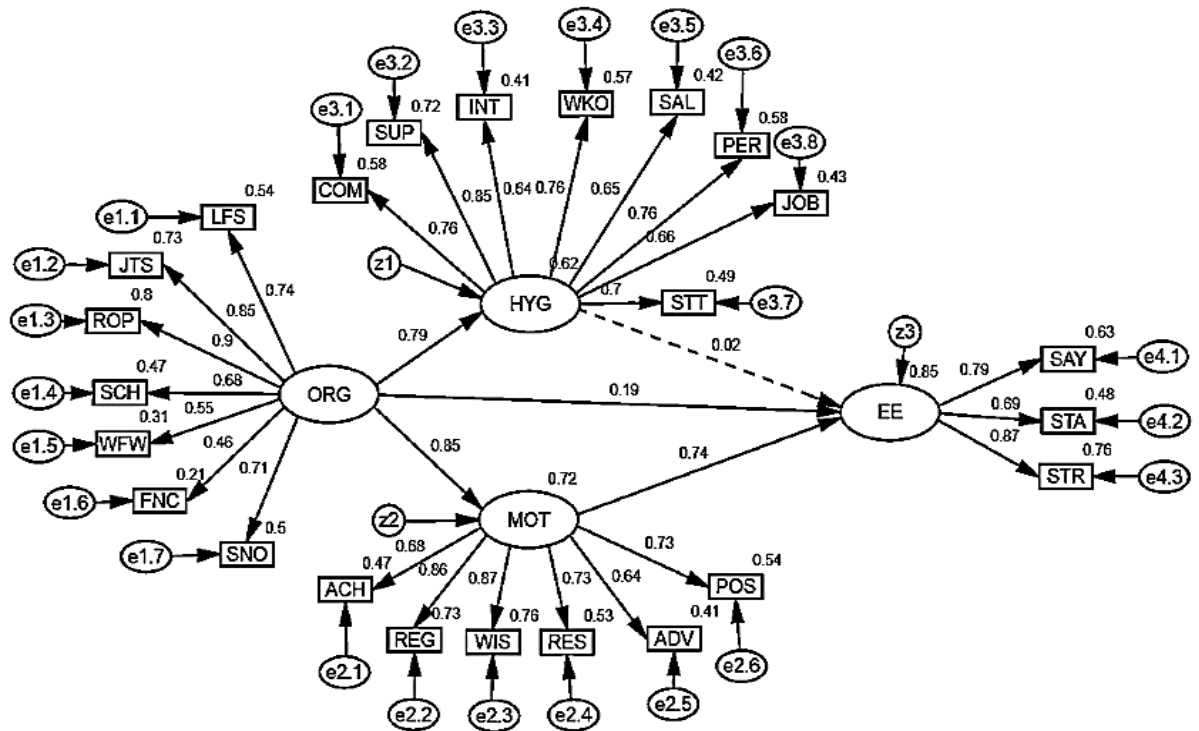 e3.3
e3.4
e3.5
e3.6
e3.2
0.41
0.57
0.42
e3.1
0.72
INT
WKO
SAL
0.58
SUP
PER
e3.8
0.58
0.43
COM
0.85
0.64
0.76
0.65
0.76
JOB
0.54
e1.1
LFS
0.76
0.66
0.73
e1.2
JTS
z1
0.62
0.49
0.8
0.74
HYG
0.7
STT
e3.7
e1.3
ROP
0.85
0.79
0.02
z3
0.63
0.9
SAY
e4.1
0.47
0.85
0.79
e1.4
SCH
0.68
ORG
0.19
EE
0.48
0.55
0.69
STA
e4.2
0.31
e1.5
WFW
0.46
0.85
0.74
0.87
0.76
0.71
STR
e4.3
0.21
0.72
e1.6
FNC
0.5
z2
MOT
e1.7
SNO
0.68
0.73
0.47
0.86
0.87
0.73
0.64
0.54
ACH
POS
0.73
0.76
0.53
0.41
REG
WIS
RES
ADV
e2.1
e2.6
e2.2
e2.3
e2.4
e2.5